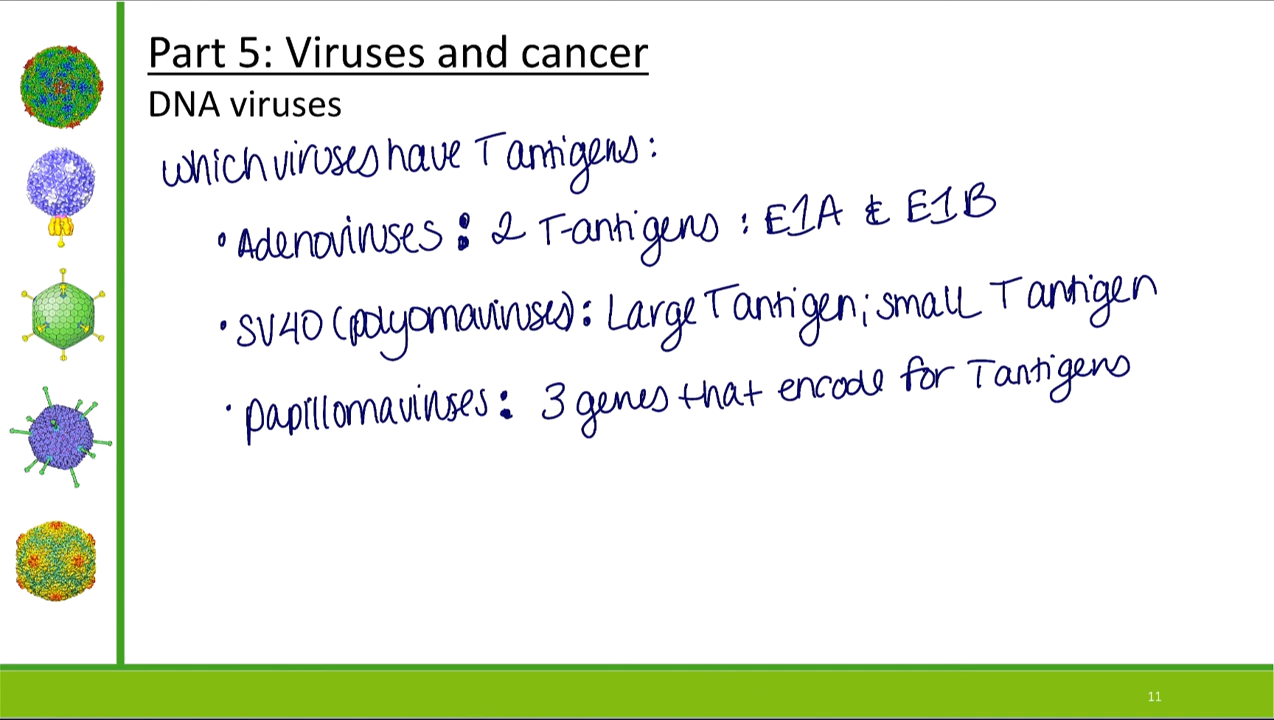 Part 5: Viruses and cancer
DNA viruses
which viruses have T antigens:
• Adenoviruses: 2 T-antigens: E1A & E1B
• SV40 (polyomaviruses): Large T antigen; small T antigen
• papillomaviruses: 3 genes that encode for T antigens
11